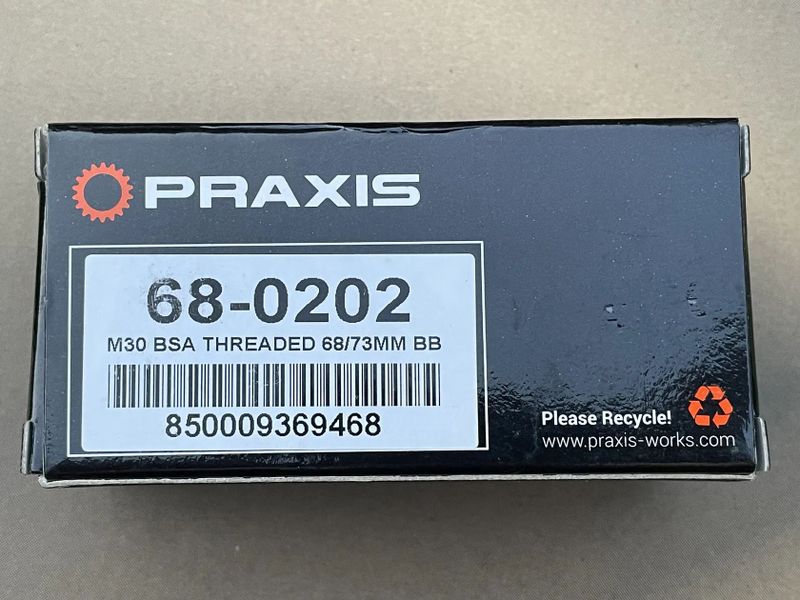 PRAXIS
68-0202
M30 BSA THREADED 68/73MM BB
850009369468
Please Recycle!
www.praxis-works.com